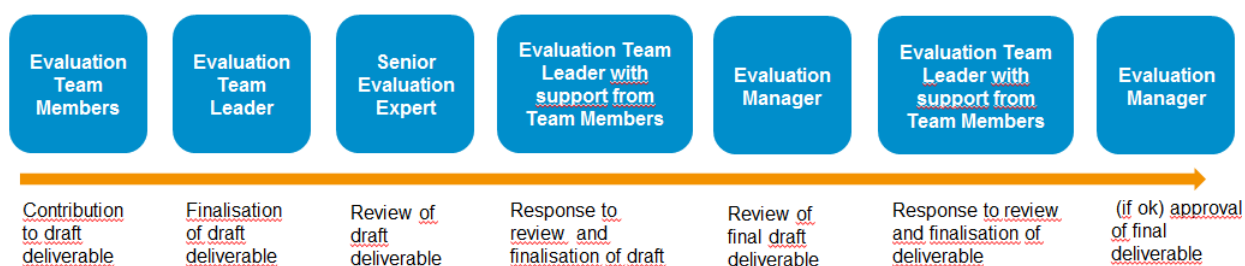 Evaluation
Team
Members
Evaluation
Team
Leader
Senior
Evaluation
Expert
Evaluation Team
Leader with
support from
Team Members
Evaluation
Manager
Evaluation Team
Leader with
support from
Team Members
Evaluation
Manager
Contribution
to draft
deliverable
Finalisation
of draft
deliverable
Review of
draft
deliverable
Response to
review and
finalisation of draft
Review of
final draft
deliverable
Response to review
and finalisation of
deliverable
(if ok) approval
of final
deliverable